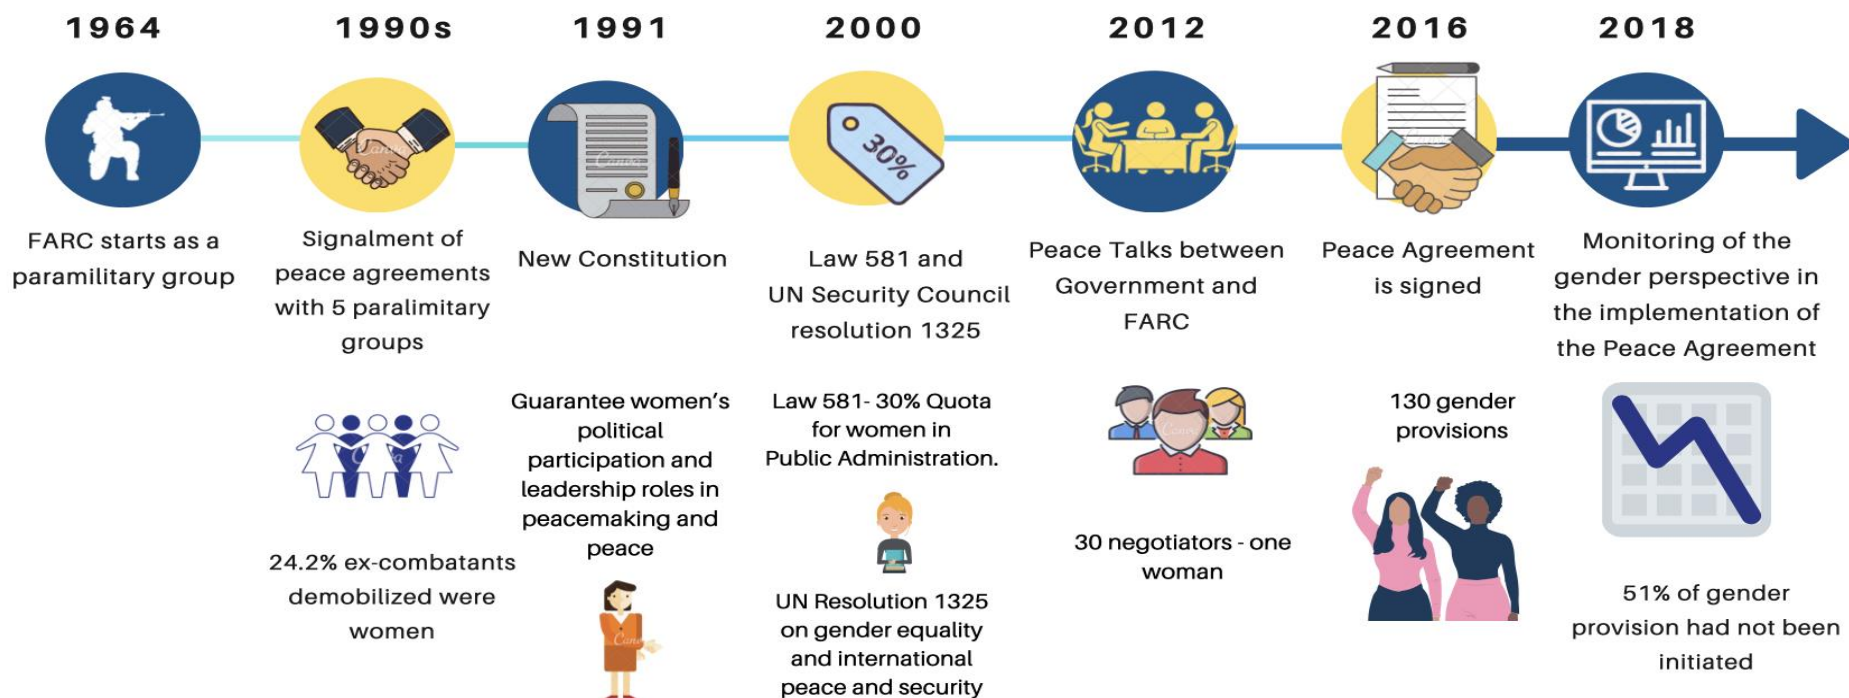 1964
1990s
1991
2000
2012
2016
2018
30%
FARC starts as a
paramilitary group
Signalment of
peace agreements
with 5 paralimitary
groups
New Constitution
Law 581 and
UN Security Council
resolution 1325
Peace Talks between
Government and
FARC
Peace Agreement
is signed
Monitoring of the
gender perspective in
the implementation of
the Peace Agreement
24.2% ex-combatants
demobilized were
women
Guarantee women's
political
participation and
leadership roles in
peacemaking and
peace
Law 581- 30% Quota
for women in
Public Administration.
UN Resolution 1325
on gender equality
and international
peace and security
30 negotiators - one
woman
130 gender
provisions
51% of gender
provision had not been
initiated